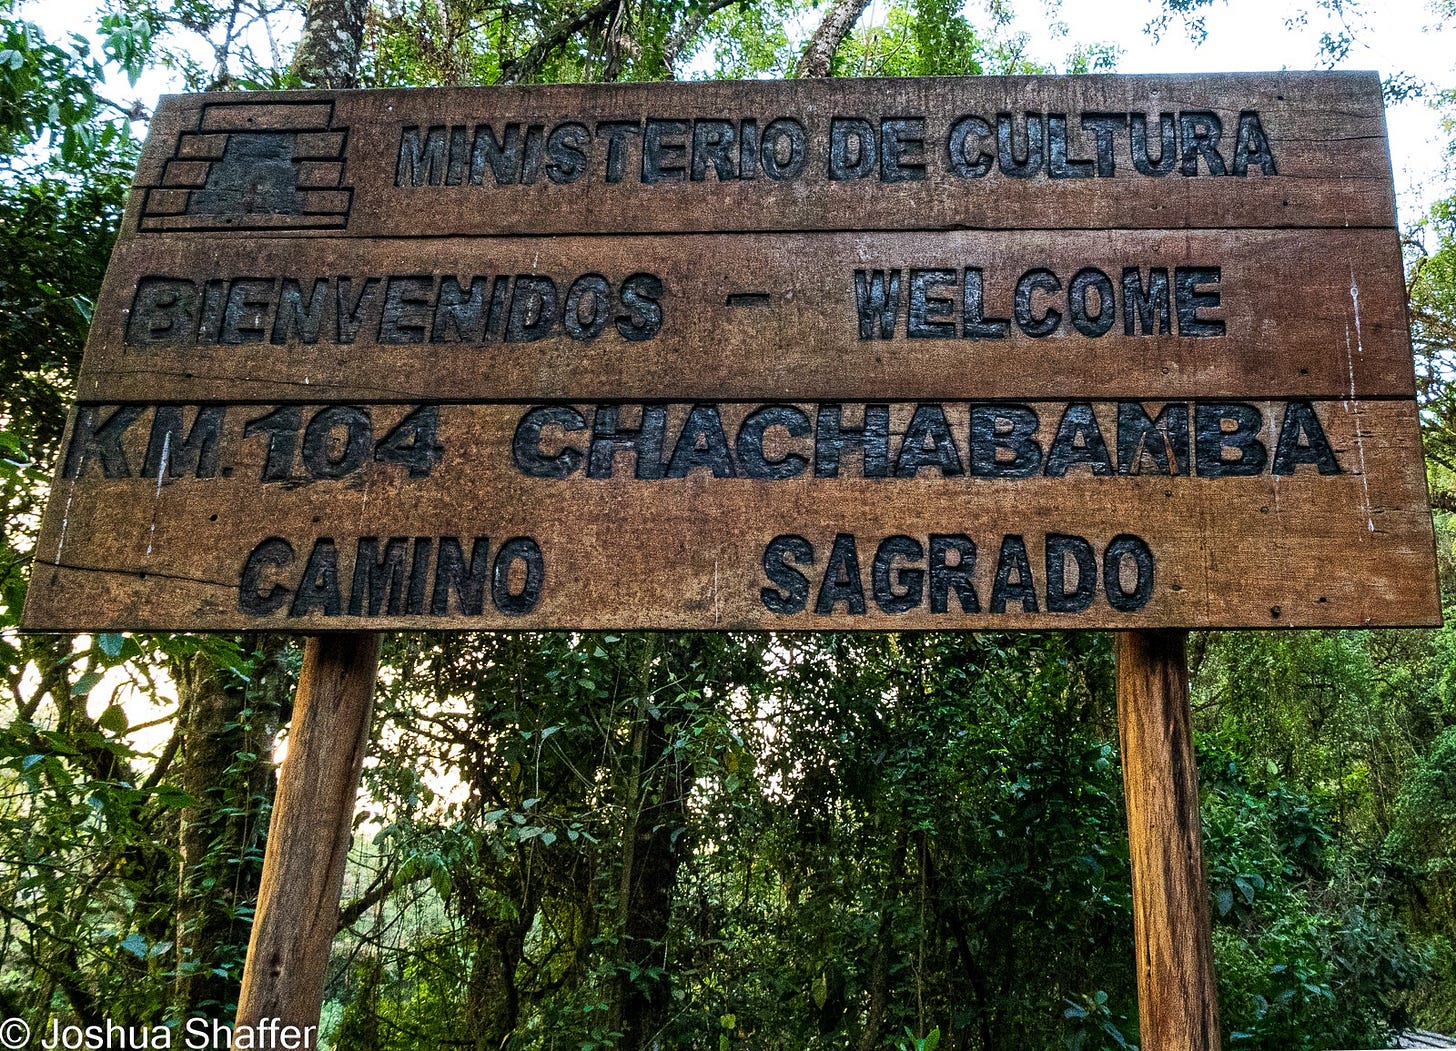 MINISTERIO DE CULTURA
BIENVENIDOS - WELCOME
KM. 104 CHACHABAMBA
CAMINO SAGRADO
© Joshua Shaffer